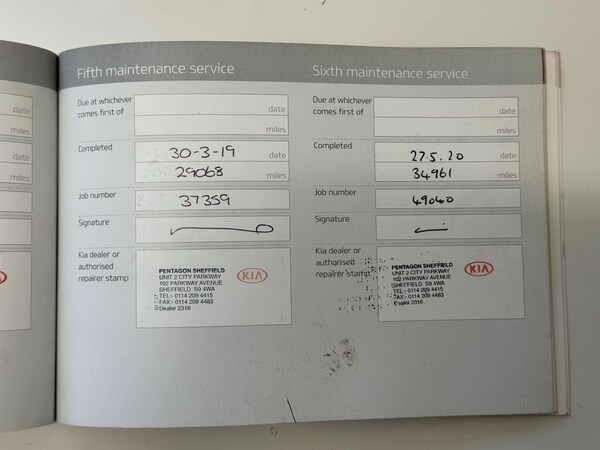 Fifth maintenance service
Due at whichever
comes first of
date
miles
Completed
30-3-19 date
29068 miles
Job number
37359
Signature
Kia dealer or
authorised
repairer stamp
PENTAGON SHEFFIELD
UNIT 2 CITY PARKWAY
102 PARKWAY AVENUE
SHEFFIELD S9 4WA
TEL:- 0114 209 4415
FAX:- 0114 209 4483
Dealer 2316
KIA
Sixth maintenance service
Due at whichever
comes first of
date
miles
Completed
27.5.20 date
34961 miles
Job number
49040
Signature
Kia dealer or
authorised
repairer stamp
PENTAGON SHEFFIELD
UNIT 2 CITY PARKWAY
102 PARKWAY AVENUE
SHEFFIELD S9 4WA
TEL:- 0114 209 4415
FAX:- 0114 209 4483
Dealer 2316
KIA
date
miles
date
miles